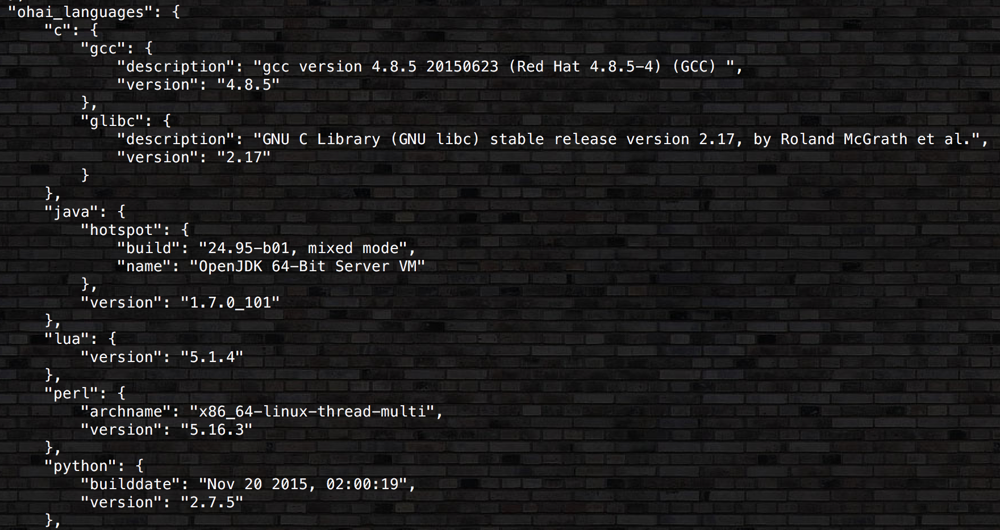 "ohai_languages": {
    "c": {
        "gcc": {
            "description": "gcc version 4.8.5 20150623 (Red Hat 4.8.5-4) (GCC) ",
            "version": "4.8.5"
        },
        "glibc": {
            "description": "GNU C Library (GNU libc) stable release version 2.17, by Roland McGrath et al.",
            "version": "2.17"
        }
    },
    "java": {
        "hotspot": {
            "build": "24.95-b01, mixed mode",
            "name": "OpenJDK 64-Bit Server VM"
        },
        "version": "1.7.0_101"
    },
    "lua": {
        "version": "5.1.4"
    },
    "perl": {
        "archname": "x86_64-linux-thread-multi",
        "version": "5.16.3"
    },
    "python": {
        "builddate": "Nov 20 2015, 02:00:19",
        "version": "2.7.5"
    },